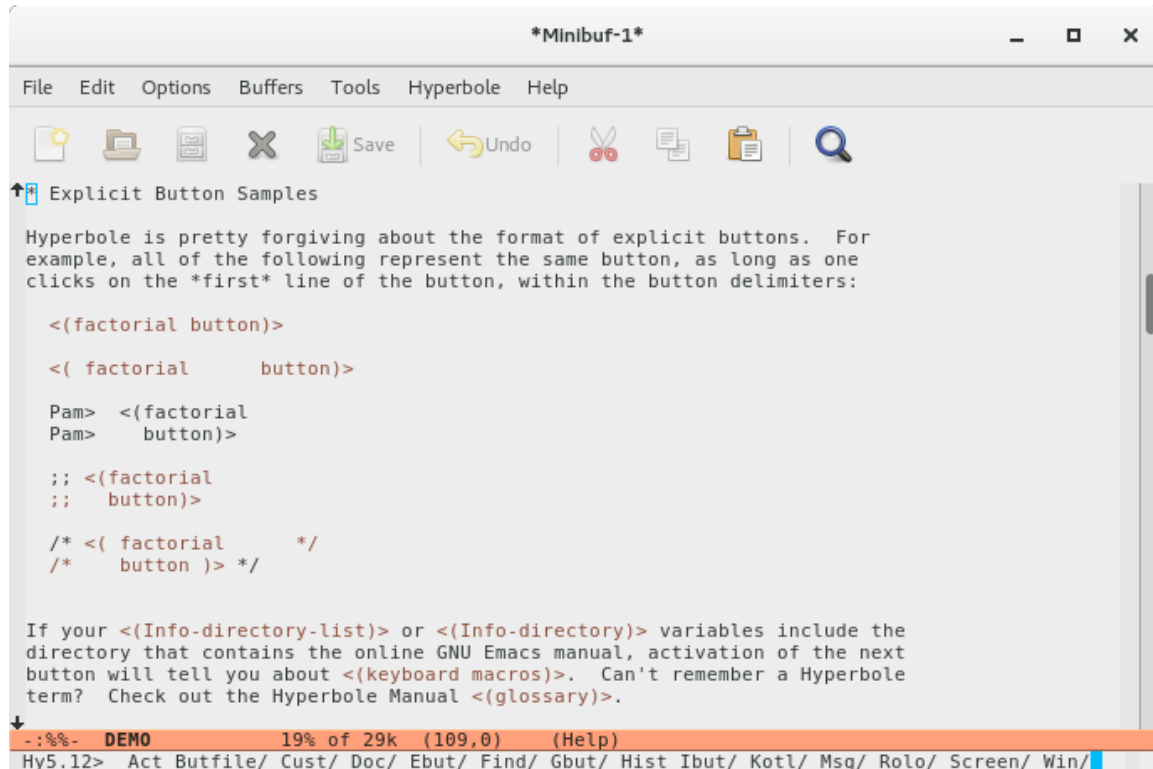 *Minibuf-1*
File Edit Options Buffers Tools Hyperbole Help
Save Undo
* Explicit Button Samples
Hyperbole is pretty forgiving about the format of explicit buttons.  For
example, all of the following represent the same button, as long as one
clicks on the *first* line of the button, within the button delimiters:
<(factorial button)>
<( factorial      button)>
Pam>  <(factorial
Pam>    button)>
;; <(factorial
;;   button)>
/* <( factorial      */
/*    button )> */
If your <(Info-directory-list)> or <(Info-directory)> variables include the
directory that contains the online GNU Emacs manual, activation of the next
button will tell you about <(keyboard macros)>.  Can't remember a Hyperbole
term?  Check out the Hyperbole Manual <(glossary)>.
-:%%-  DEMO           19% of 29k  (109,0)    (Help)
Hy5.12>  Act Butfile/ Cust/ Doc/ Ebut/ Find/ Gbut/ Hist Ibut/ Kotl/ Msg/ Rolo/ Screen/ Win/